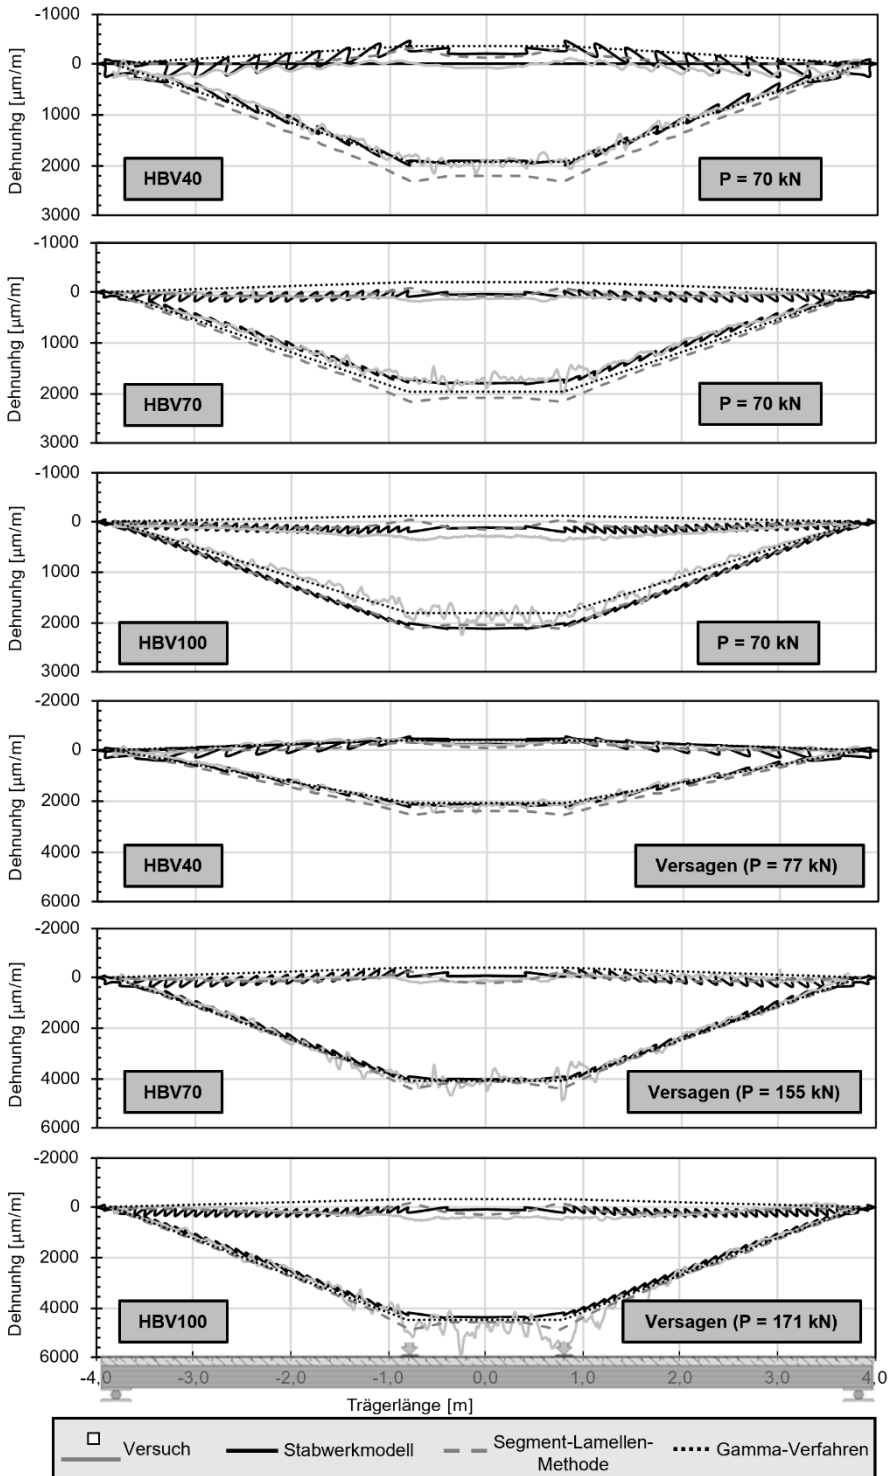 -1000
0
1000
2000
3000
Dehnunhg [µm/m]
HBV40
P = 70 kN
-1000
0
1000
2000
3000
Dehnunhg [µm/m]
HBV70
P = 70 kN
-1000
0
1000
2000
3000
Dehnunhg [µm/m]
HBV100
P = 70 kN
-2000
0
2000
4000
6000
Dehnunhg [µm/m]
HBV40
Versagen (P = 77 kN)
-2000
0
2000
4000
6000
Dehnunhg [µm/m]
HBV70
Versagen (P = 155 kN)
-2000
0
2000
4000
6000
Dehnunhg [µm/m]
HBV100
Versagen (P = 171 kN)
-4,0 -3,0 -2,0 -1,0 0,0 1,0 2,0 3,0 4,0
Trägerlänge [m]
Versuch Stabwerkmodell Segment-Lamellen-
Methode Gamma-Verfahren